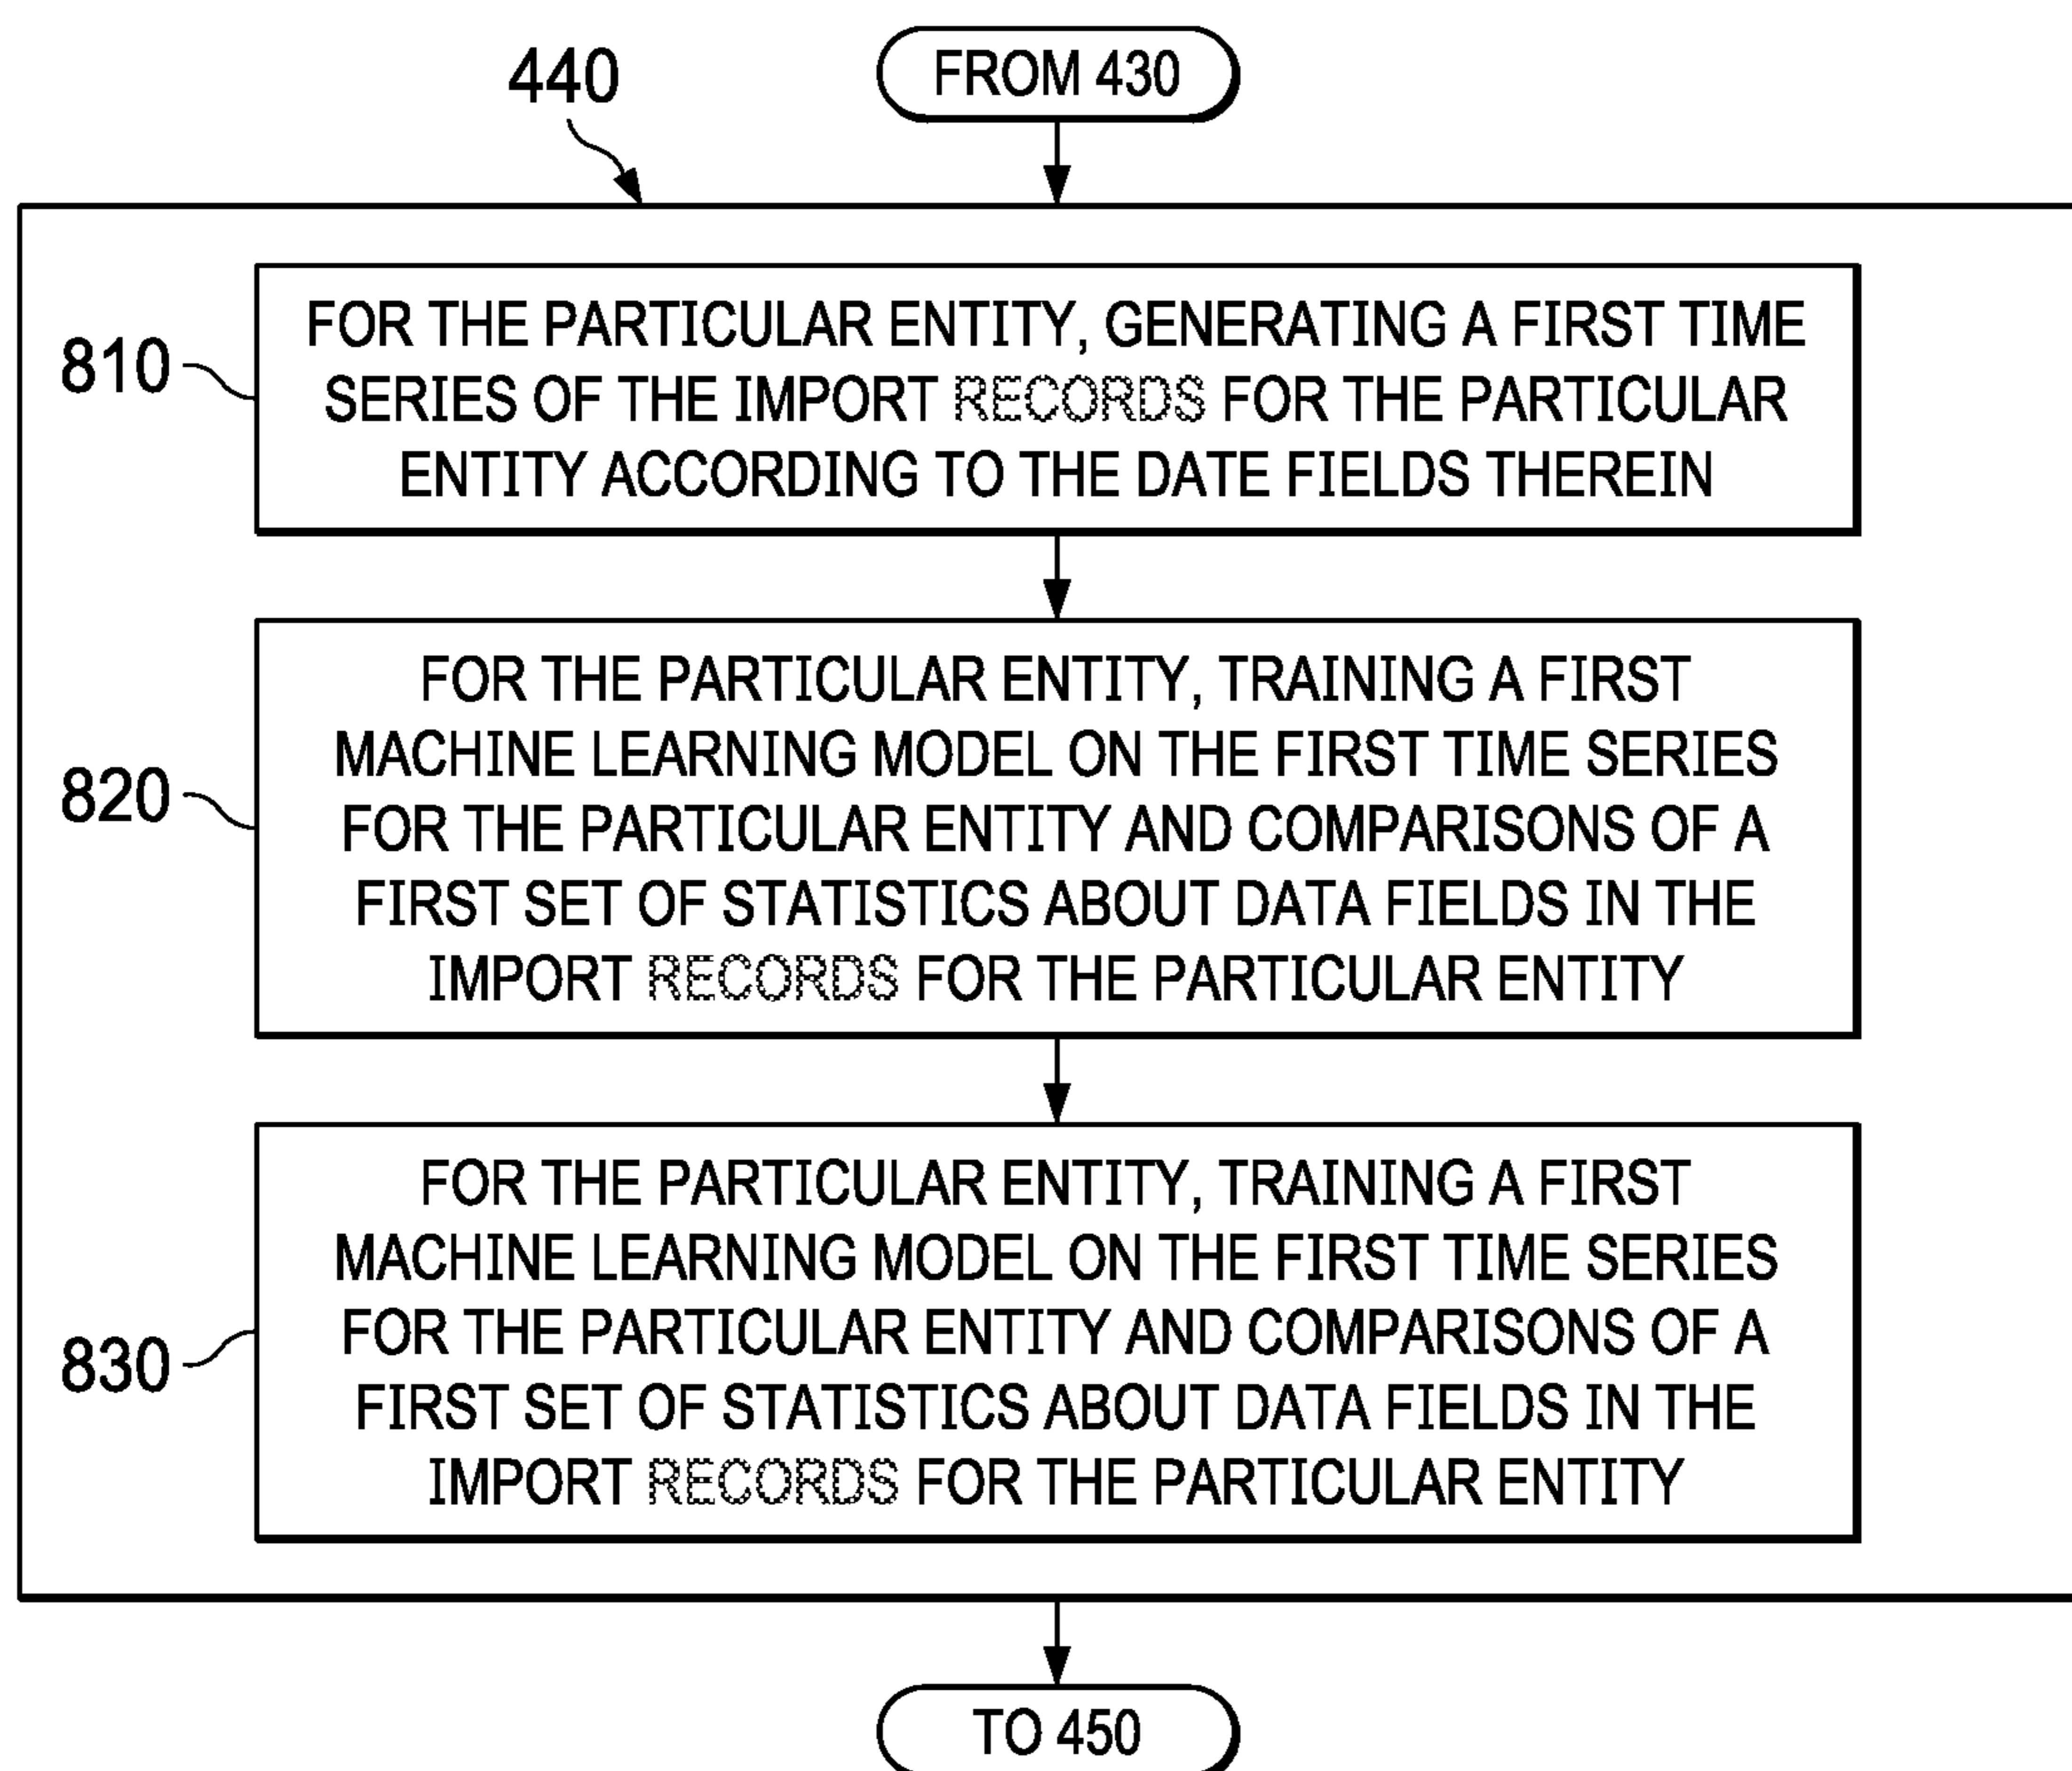 440
FROM 430
810
FOR THE PARTICULAR ENTITY, GENERATING A FIRST TIME
SERIES OF THE IMPORT RECORDS FOR THE PARTICULAR
ENTITY ACCORDING TO THE DATE FIELDS THEREIN
820
FOR THE PARTICULAR ENTITY, TRAINING A FIRST
MACHINE LEARNING MODEL ON THE FIRST TIME SERIES
FOR THE PARTICULAR ENTITY AND COMPARISONS OF A
FIRST SET OF STATISTICS ABOUT DATA FIELDS IN THE
IMPORT RECORDS FOR THE PARTICULAR ENTITY
830
FOR THE PARTICULAR ENTITY, TRAINING A FIRST
MACHINE LEARNING MODEL ON THE FIRST TIME SERIES
FOR THE PARTICULAR ENTITY AND COMPARISONS OF A
FIRST SET OF STATISTICS ABOUT DATA FIELDS IN THE
IMPORT RECORDS FOR THE PARTICULAR ENTITY
TO 450